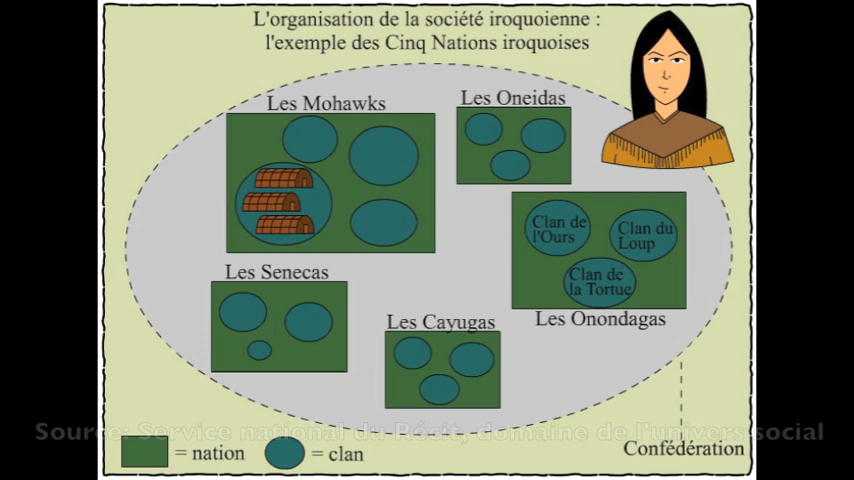 L'organisation de la société iroquoienne :
l'exemple des Cinq Nations iroquoises
Les Mohawks
Les Oneidas
Clan de
l'Ours
Clan du
Loup
Clan de
la Tortue
Les Onondagas
Les Senecas
Les Cayugas
Source: Service national du Récit, domaine de l'univers social
Confédération
= nation
= clan